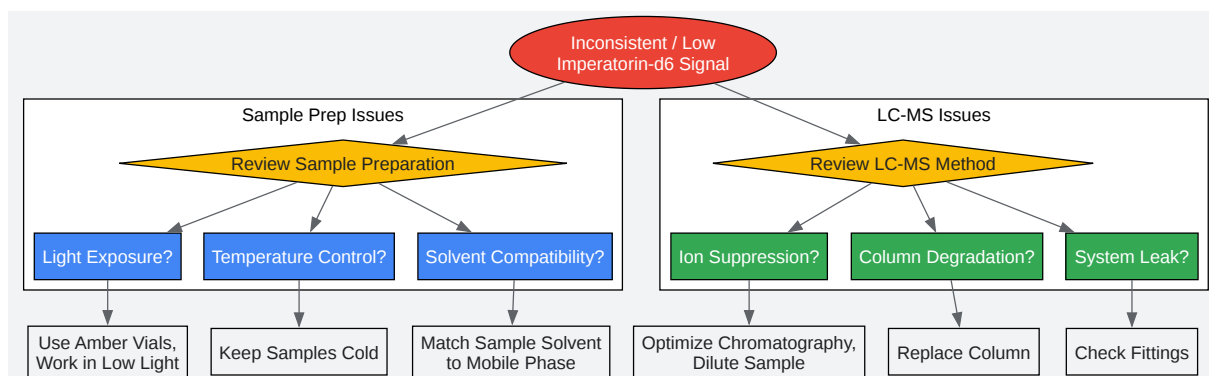 Inconsistent / Low
Imperatorin-d6 Signal
Sample Prep Issues
LC-MS Issues
Review Sample Preparation
Review LC-MS Method
Light Exposure?
Temperature Control?
Solvent Compatibility?
Ion Suppression?
Column Degradation?
System Leak?
Use Amber Vials,
Work in Low Light
Keep Samples Cold
Match Sample Solvent
to Mobile Phase
Optimize Chromatography,
Dilute Sample
Replace Column
Check Fittings